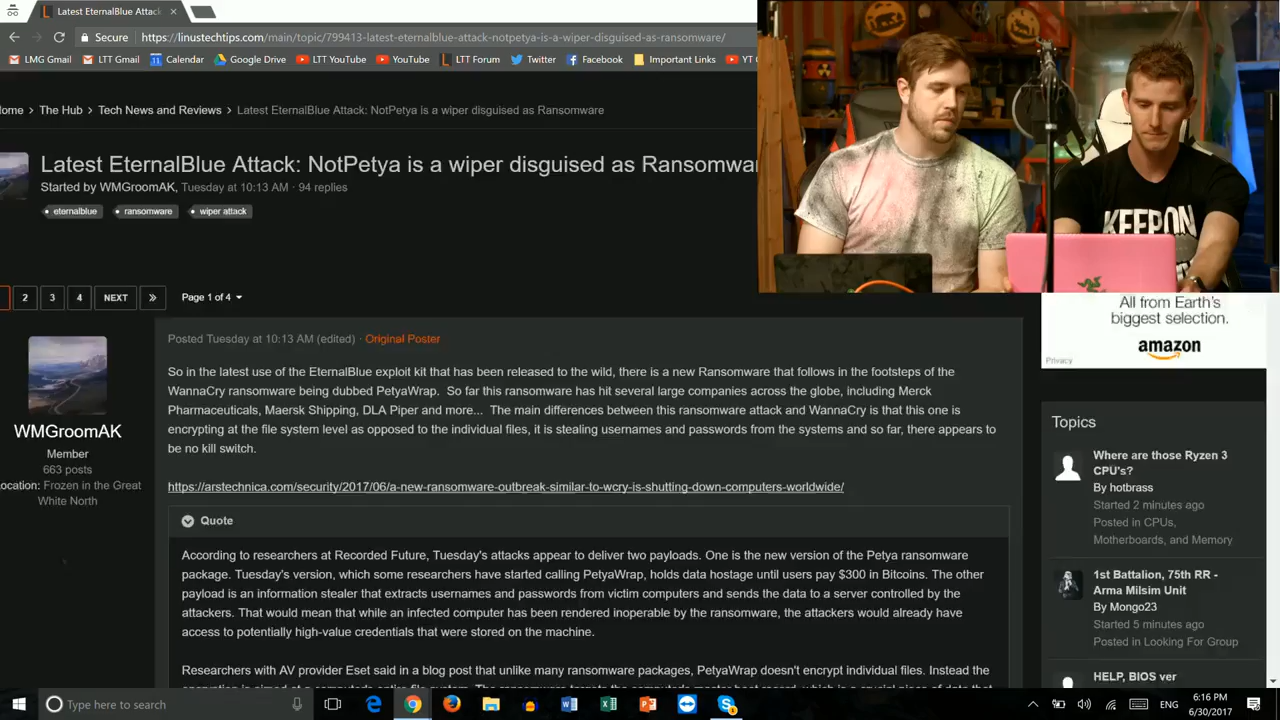 Latest EternalBlue Attack
Secure
https://linustechtips.com/main/topic/799413-latest-eternalblue-attack-notpetya-is-a-wiper-disguised-as-ransomware/
LMG Gmail
LTT Gmail
Calendar
Google Drive
LTT YouTube
YouTube
LTT Forum
Twitter
Facebook
Important Links
YT C
ome
The Hub
Tech News and Reviews
Latest EternalBlue Attack: NotPetya is a wiper disguised as Ransomware
Latest EternalBlue Attack: NotPetya is a wiper disguised as Ransomwar
Started by WMGroomAK, Tuesday at 10:13 AM · 94 replies
eternalblue
ransomware
wiper attack
KEEP ON
2
3
4
NEXT
»
Page 1 of 4
All from Earth's
biggest selection.
amazon
Privacy
Posted Tuesday at 10:13 AM (edited) · Original Poster
So in the latest use of the EternalBlue exploit kit that has been released to the wild, there is a new Ransomware that follows in the footsteps of the
WannaCry ransomware being dubbed PetyaWrap. So far this ransomware has hit several large companies across the globe, including Merck
Pharmaceuticals, Maersk Shipping, DLA Piper and more... The main differences between this ransomware attack and WannaCry is that this one is
encrypting at the file system level as opposed to the individual files, it is stealing usernames and passwords from the systems and so far, there appears to
be no kill switch.
https://arstechnica.com/security/2017/06/a-new-ransomware-outbreak-similar-to-wcry-is-shutting-down-computers-worldwide/
WMGroomAK
Member
663 posts
ocation: Frozen in the Great
White North
Quote
According to researchers at Recorded Future, Tuesday's attacks appear to deliver two payloads. One is the new version of the Petya ransomware
package. Tuesday's version, which some researchers have started calling PetyaWrap, holds data hostage until users pay $300 in Bitcoins. The other
payload is an information stealer that extracts usernames and passwords from victim computers and sends the data to a server controlled by the
attackers. That would mean that while an infected computer has been rendered inoperable by the ransomware, the attackers would already have
access to potentially high-value credentials that were stored on the machine.
Researchers with AV provider Eset said in a blog post that unlike many ransomware packages, PetyaWrap doesn't encrypt individual files. Instead the
Topics
Where are those Ryzen 3
CPU's?
By hotbrass
Started 2 minutes ago
Posted in CPUs,
Motherboards, and Memory
1st Battalion, 75th RR -
Arma Milsim Unit
By Mongo23
Started 5 minutes ago
Posted in Looking For Group
HELP, BIOS ver
Type here to search
ENG
6:16 PM
6/30/2017